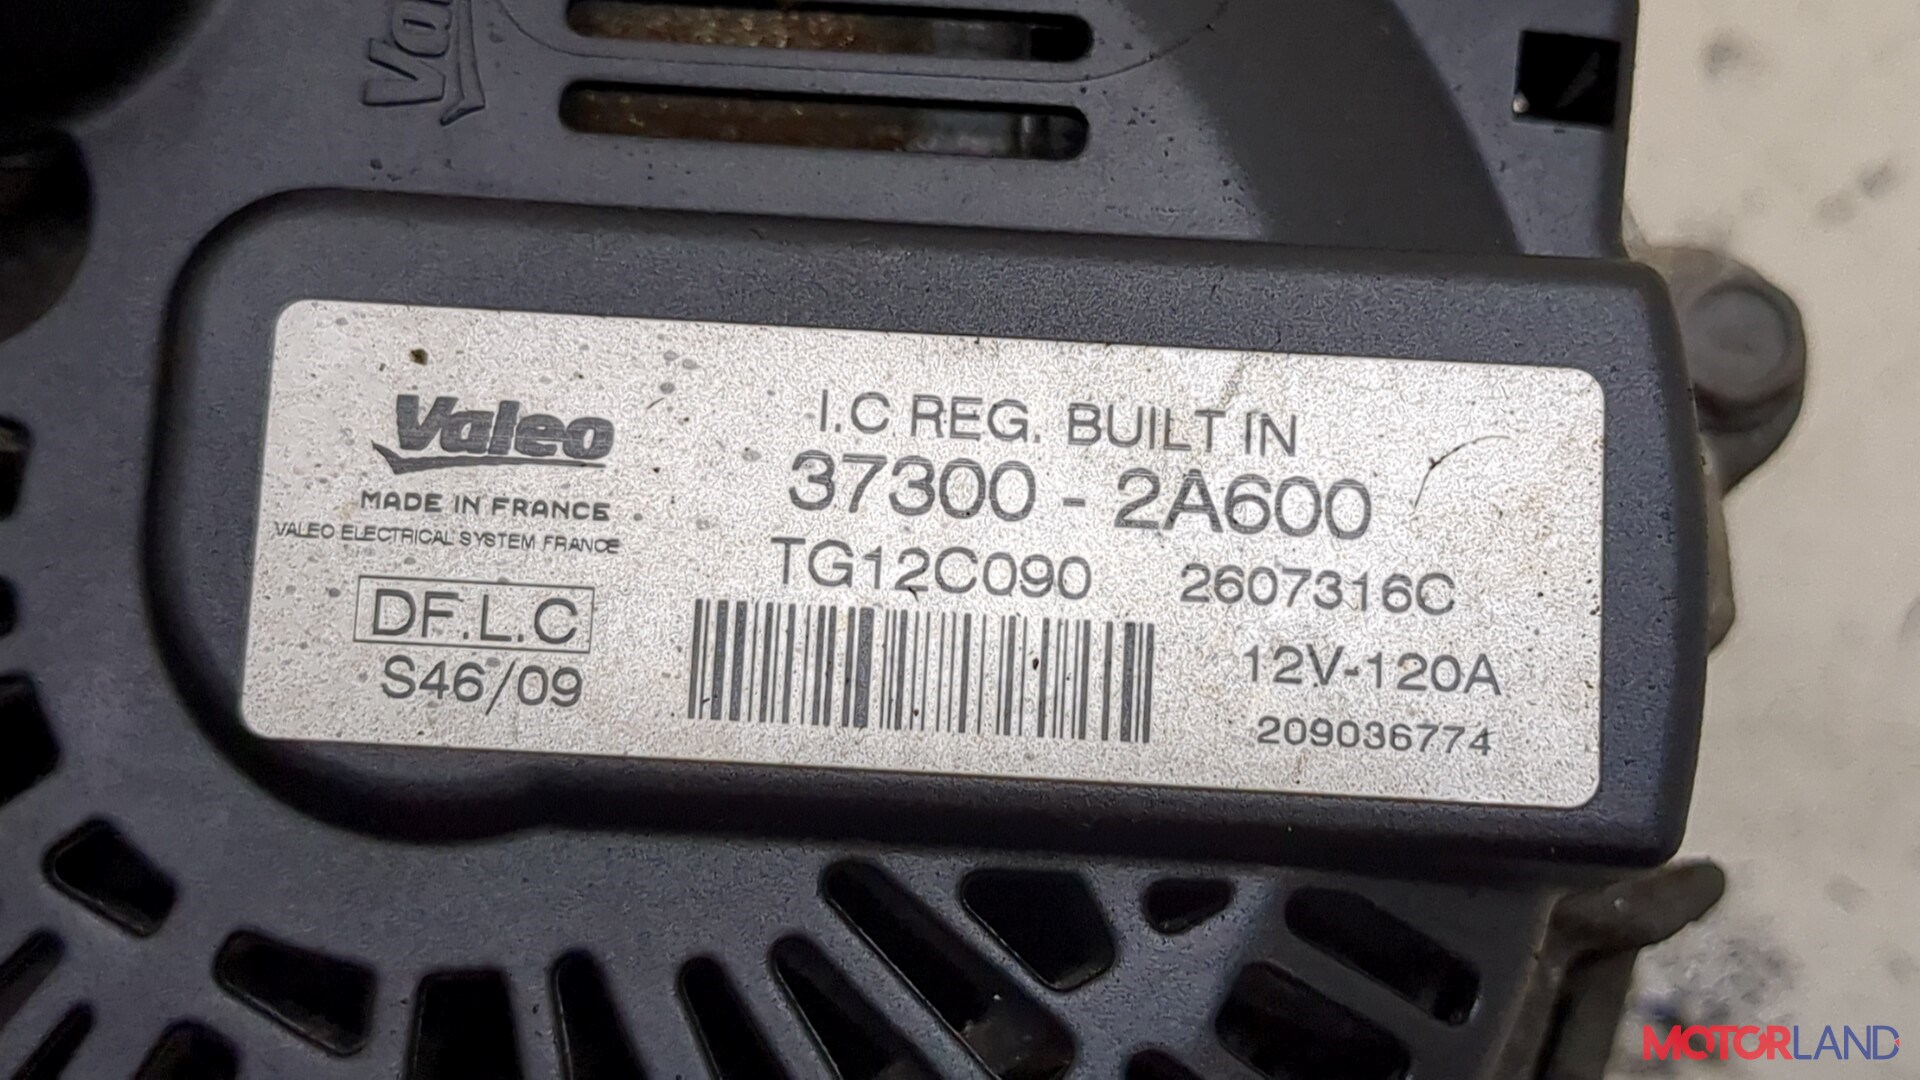 Valeo
I.C REG. BUILT IN
37300 - 2A600
MADE IN FRANCE
VALEO ELECTRICAL SYSTEM FRANCE
TG12C090 2607316C
DF.L.C
S46/09
12V-120A
209036774
MOTORLAND